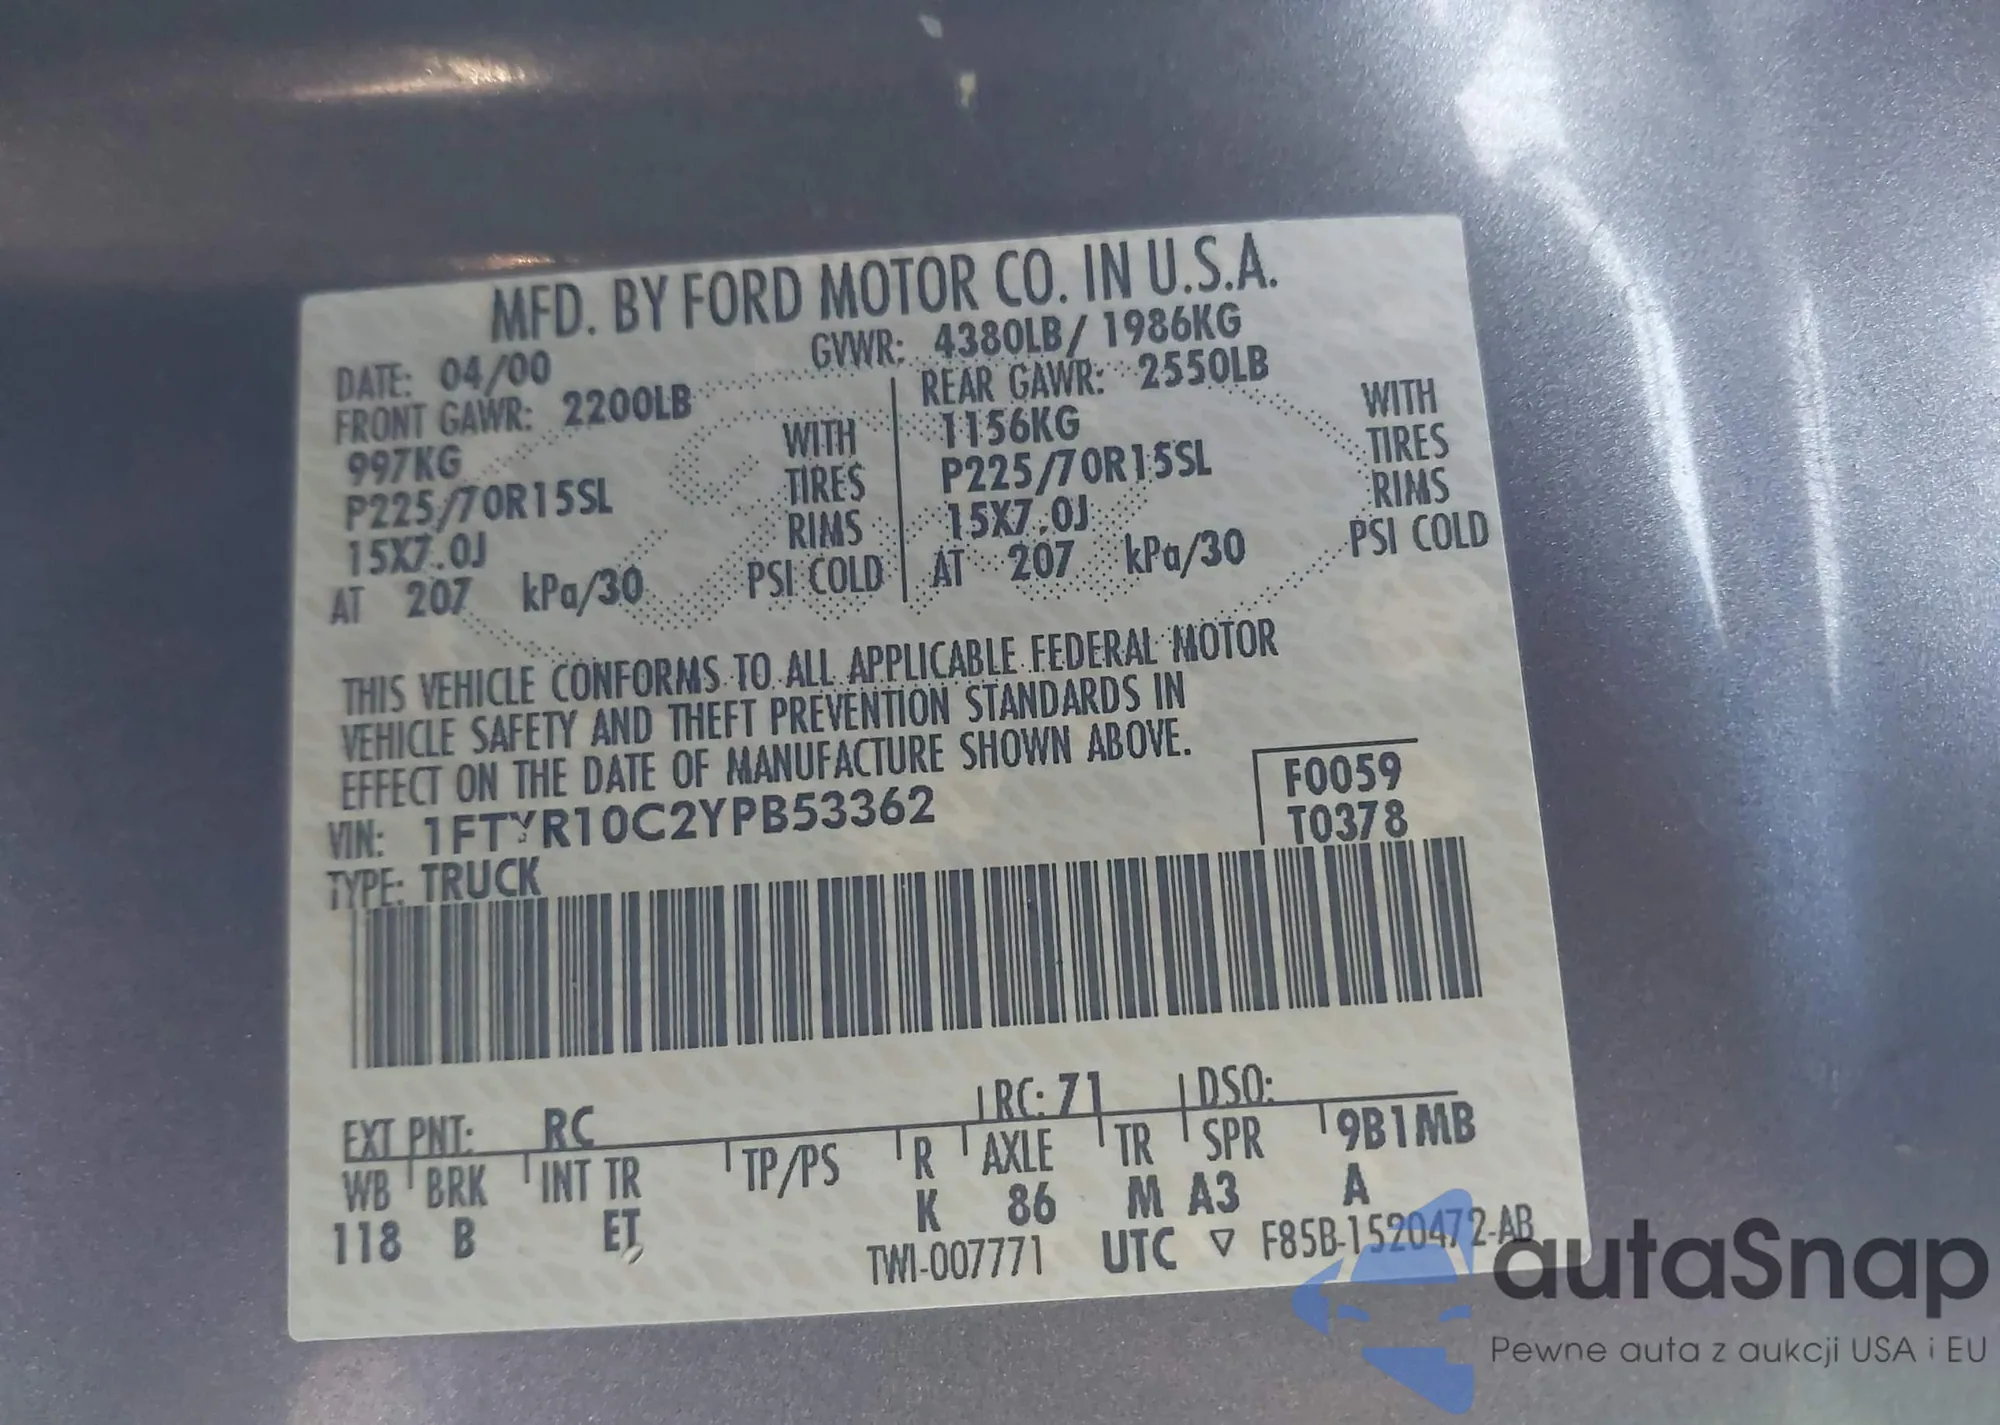 MFD. BY FORD MOTOR CO. IN U.S.A.
DATE: 04/00 GVWR: 4380LB/ 1986KG
FRONT GAWR: 2200LB REAR GAWR: 2550LB
997KG WITH 1156KG WITH
P225/70R15SL TIRES P225/70R15SL TIRES
15X7.0J RIMS 15X7.0J RIMS
AT 207 kPa/30 PSI COLD AT 207 kPa/30 PSI COLD
THIS VEHICLE CONFORMS TO ALL APPLICABLE FEDERAL MOTOR
VEHICLE SAFETY AND THEFT PREVENTION STANDARDS IN
EFFECT ON THE DATE OF MANUFACTURE SHOWN ABOVE.
VIN: 1FTYR10C2YPB53362 F0059
TYPE: TRUCK T0378
EXT PNT: RC RC: 71 DSO:
WB BRK INT TR TP/PS R AXLE TR SPR 9B1MB
118 B ET K 86 M A3 A
TWI-007771 UTC ▽ F85B-1520472-AB
autaSnap
Pewne auta z aukcji USA i EU